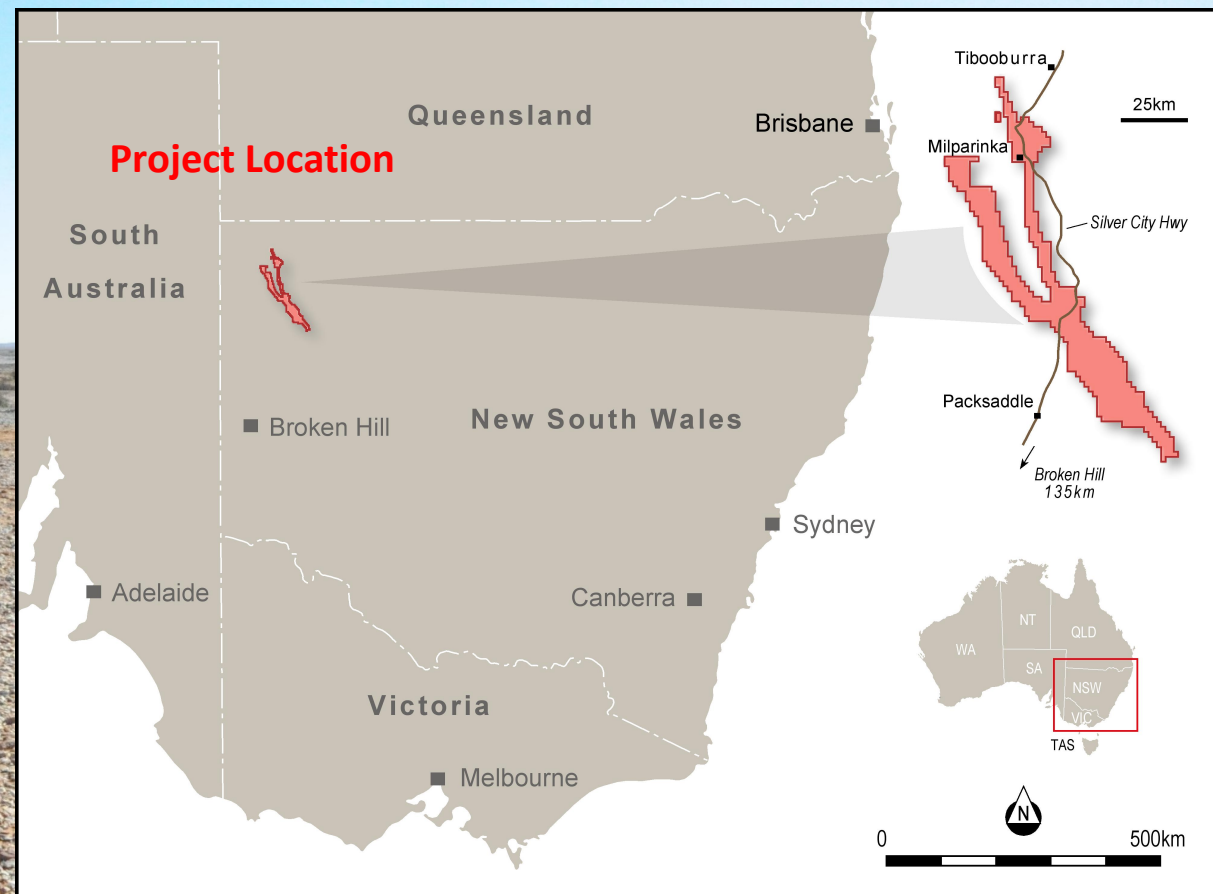 Project Location
Queensland
Brisbane
South
Australia
Broken Hill
New South Wales
Sydney
Adelaide
Canberra
Victoria
Melbourne
Tibooburra
25km
Milparinka
Silver City Hwy
Packsaddle
Broken Hill
135km
NT
QLD
WA
SA
NSW
VIC
TAS
N
0 500km